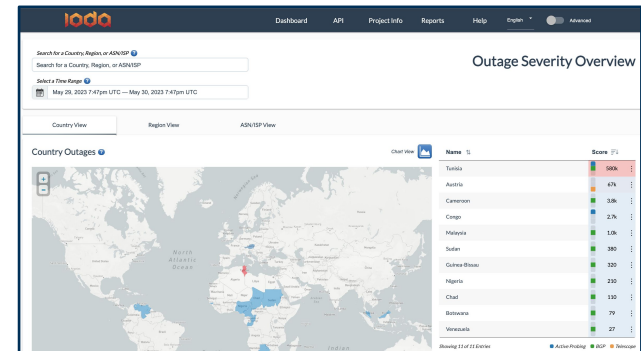 ioda
Dashboard API Project Info Reports Help English Advanced
Search for a Country, Region, or ASN/ISP
Search for a Country, Region, or ASN/ISP
Outage Severity Overview
Select a Time Range
May 29, 2023 7:47pm UTC — May 30, 2023 7:47pm UTC
Country View Region View ASN/ISP View
Country Outages
Chart View
Name Score
Tunisia 580k
Austria 67k
Cameroon 3.8k
Congo 2.7k
Malaysia 1.0k
Sudan 380
Guinea-Bissau 320
Nigeria 210
Chad 110
Botswana 79
Venezuela 27
+
-
North
Atlantic
Ocean
Indian
Showing 11 of 11 Entries
Active Probing BGP Telescope